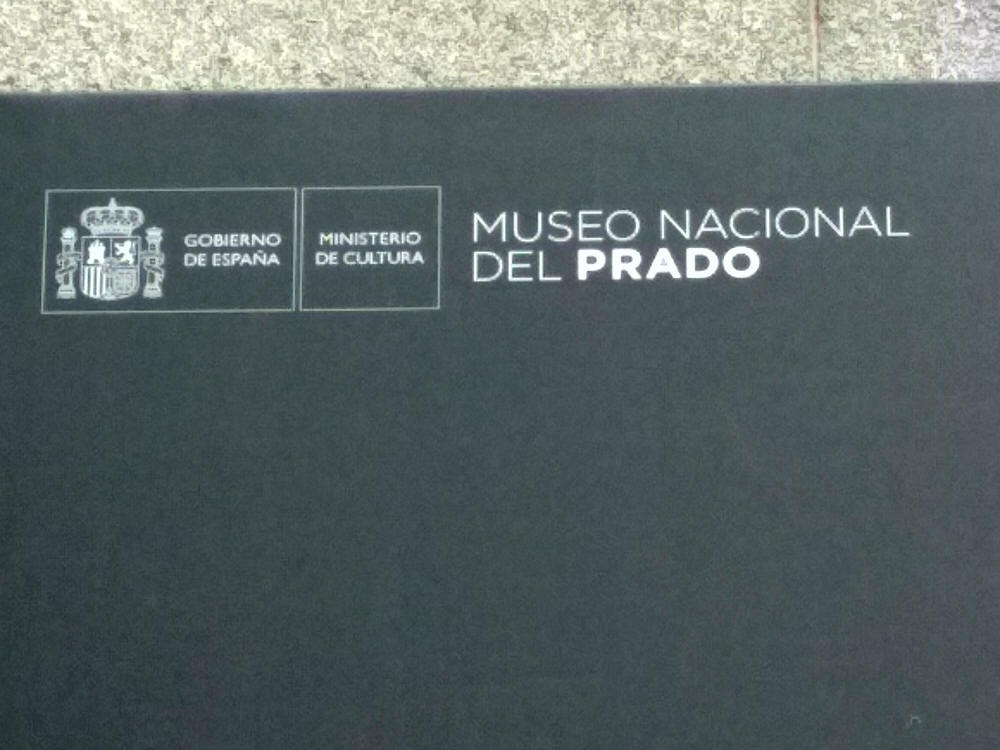 GOBIERNO
DE ESPAÑA
MINISTERIO
DE CULTURA
MUSEO NACIONAL
DEL PRADO